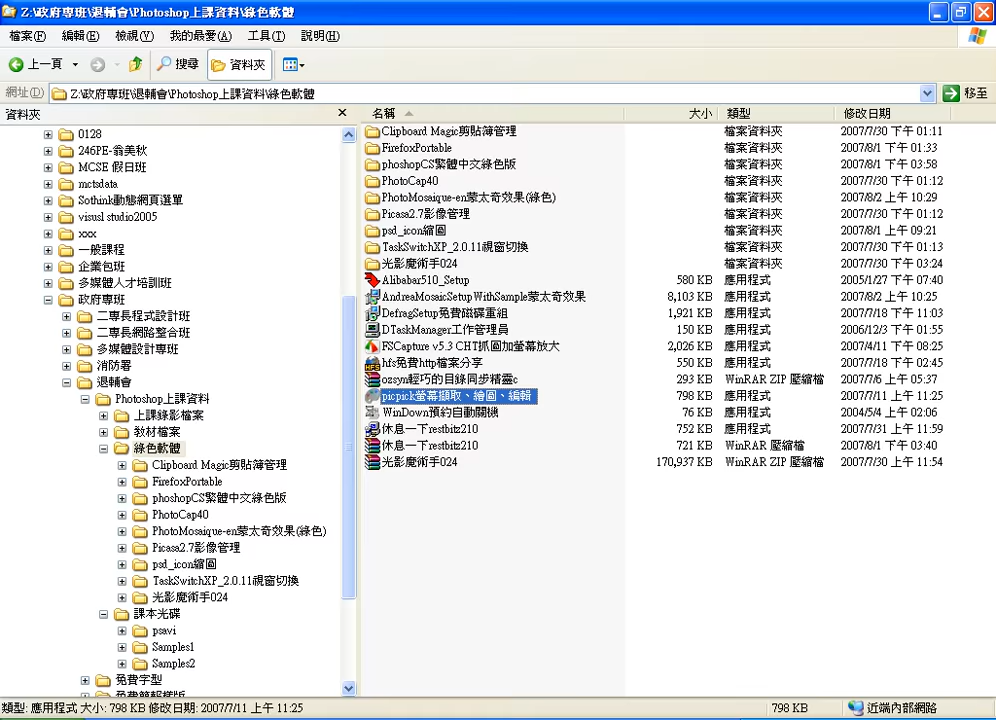 Z:\政府專班\退輔會\Photoshop上課資料\綠色軟體
檔案(F) 編輯(E) 檢視(V) 我的最愛(A) 工具(T) 說明(H)
上一頁 搜尋 資料夾
網址(D) Z:\政府專班\退輔會\Photoshop上課資料\綠色軟體 移至
資料夾
0128
246PE-翁美秋
MCSE 假日班
mctsdata
Sothink動態網頁選單
visusl studio2005
xxx
一般課程
企業包班
多媒體人才培訓班
政府專班
二專長程式設計班
二專長網路整合班
多媒體設計專班
消防署
退輔會
Photoshop上課資料
上課錄影檔案
教材檔案
綠色軟體
Clipboard Magic剪貼簿管理
FirefoxPortable
phoshopCS繁體中文綠色版
PhotoCap40
PhotoMosaique-en蒙太奇效果(綠色)
Picasa2.7影像管理
psd_icon縮圖
TaskSwitchXP_2.0.11視窗切換
光影魔術手024
課本光碟
psavi
Samples1
Samples2
免費字型
免費簡報模版
名稱 大小 類型 修改日期
Clipboard Magic剪貼簿管理 檔案資料夾 2007/7/30 下午 01:11
FirefoxPortable 檔案資料夾 2007/8/1 下午 01:33
phoshopCS繁體中文綠色版 檔案資料夾 2007/8/1 下午 03:58
PhotoCap40 檔案資料夾 2007/7/30 下午 01:12
PhotoMosaique-en蒙太奇效果(綠色) 檔案資料夾 2007/8/2 上午 10:29
Picasa2.7影像管理 檔案資料夾 2007/7/30 下午 01:12
psd_icon縮圖 檔案資料夾 2007/8/1 上午 09:21
TaskSwitchXP_2.0.11視窗切換 檔案資料夾 2007/7/30 下午 01:13
光影魔術手024 檔案資料夾 2007/7/30 下午 03:24
Alibabar510_Setup 580 KB 應用程式 2005/1/27 下午 07:40
AndreaMosaicSetupWithSample蒙太奇效果 8,103 KB 應用程式 2007/8/2 上午 10:25
DefragSetup免費磁碟重組 1,921 KB 應用程式 2007/7/18 上午 11:03
DTaskManager工作管理員 150 KB 應用程式 2006/12/3 上午 01:55
FSCapture v5.3 CHT抓圖加螢幕放大 2,026 KB 應用程式 2007/4/11 下午 08:25
hfs免費http檔案分享 550 KB 應用程式 2007/7/18 下午 02:45
ozsyn輕巧的目錄同步精靈c 293 KB WinRAR ZIP 壓縮檔 2007/7/6 上午 05:37
picpick螢幕擷取、繪圖、編輯 798 KB 應用程式 2007/7/11 上午 11:25
WinDown預約自動關機 76 KB 應用程式 2004/5/4 上午 02:06
休息一下restbitz210 752 KB 應用程式 2007/7/31 上午 11:59
休息一下restbitz210 721 KB WinRAR 壓縮檔 2007/8/1 下午 03:40
光影魔術手024 170,937 KB WinRAR ZIP 壓縮檔 2007/7/30 上午 11:54
類型: 應用程式 大小: 798 KB 修改日期: 2007/7/11 上午 11:25 798 KB 近端內部網路